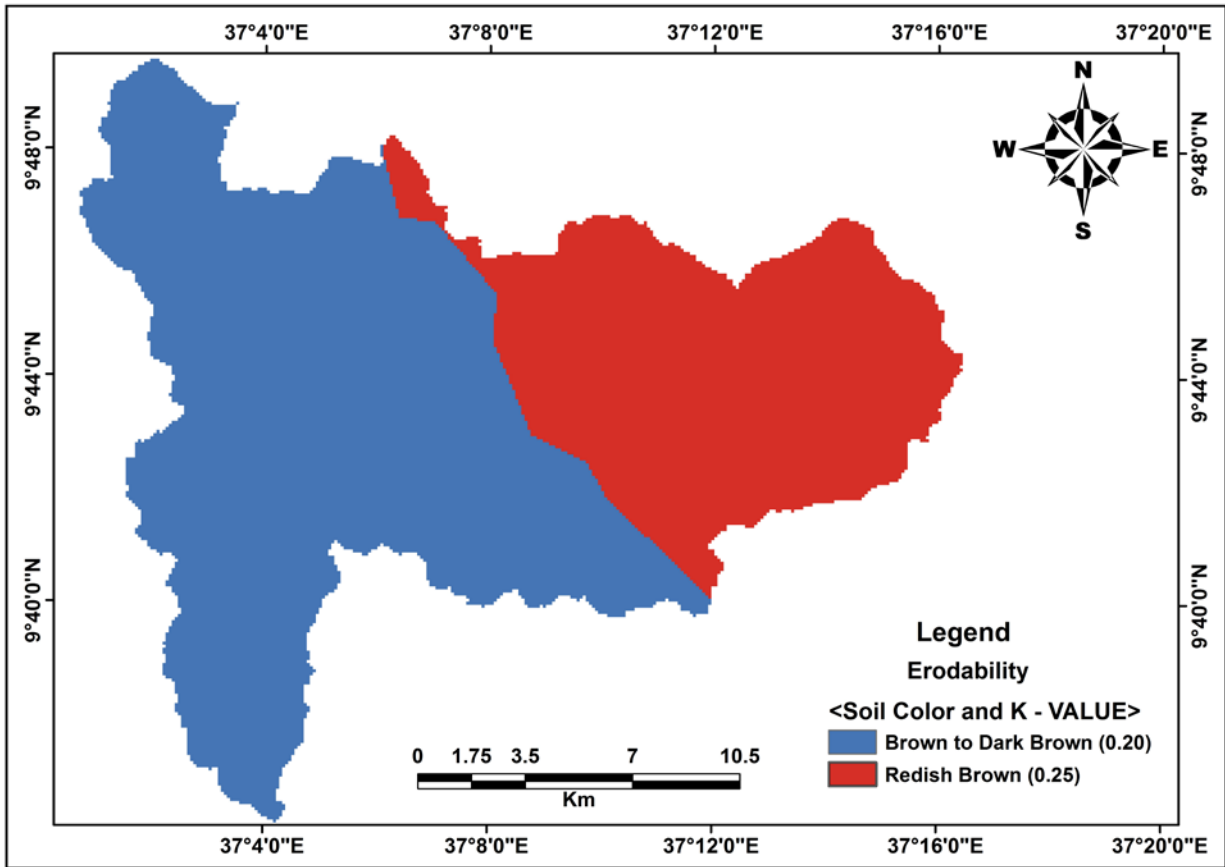 37°4'0"E 37°8'0"E 37°12'0"E 37°16'0"E 37°20'0"E
N
W E
S
9°48'0"N 9°48'0"N
9°44'0"N 9°44'0"N
9°40'0"N 9°40'0"N
Legend
Erodability
<Soil Color and K - VALUE>
Brown to Dark Brown (0.20)
Redish Brown (0.25)
0 1.75 3.5 7 10.5
Km
37°4'0"E 37°8'0"E 37°12'0"E 37°16'0"E 37°20'0"E